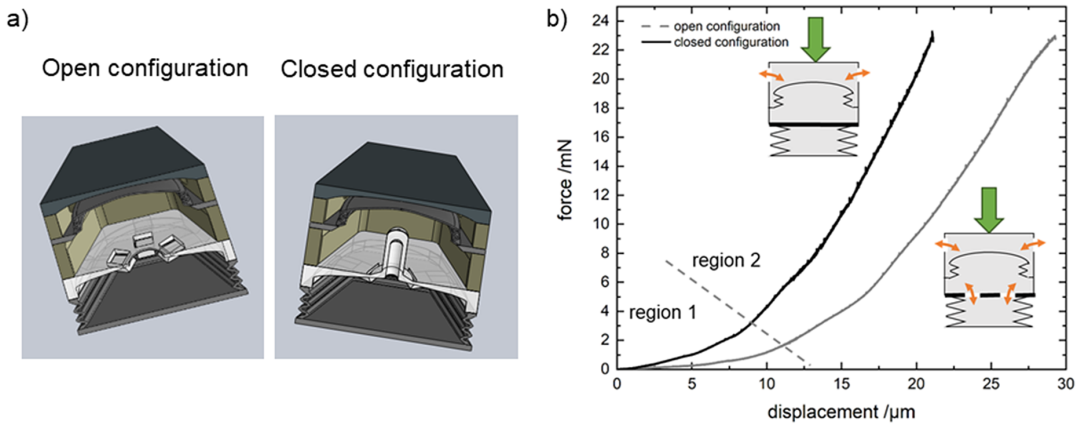 a)
Open configuration
Closed configuration
b)
24
22
20
18
16
14
12
10
8
6
4
2
0
force /mN
open configuration
closed configuration
region 2
region 1
0
5
10
15
20
25
30
displacement /µm